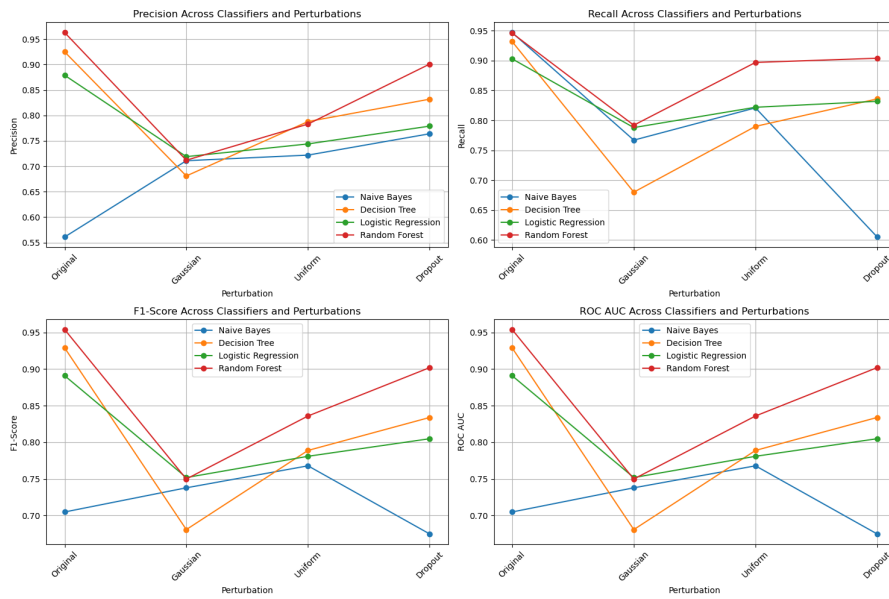 Precision Across Classifiers and Perturbations
0.95
0.90
0.85
0.80
0.75
0.70
0.65
0.60
0.55
Precision
Naive Bayes
Decision Tree
Logistic Regression
Random Forest
Original
Gaussian
Uniform
Dropout
Perturbation
Recall Across Classifiers and Perturbations
0.95
0.90
0.85
0.80
0.75
0.70
0.65
0.60
Recall
Naive Bayes
Decision Tree
Logistic Regression
Random Forest
Original
Gaussian
Uniform
Dropout
Perturbation
F1-Score Across Classifiers and Perturbations
0.95
0.90
0.85
0.80
0.75
0.70
F1-Score
Naive Bayes
Decision Tree
Logistic Regression
Random Forest
Original
Gaussian
Uniform
Dropout
Perturbation
ROC AUC Across Classifiers and Perturbations
0.95
0.90
0.85
0.80
0.75
0.70
ROC AUC
Naive Bayes
Decision Tree
Logistic Regression
Random Forest
Original
Gaussian
Uniform
Dropout
Perturbation